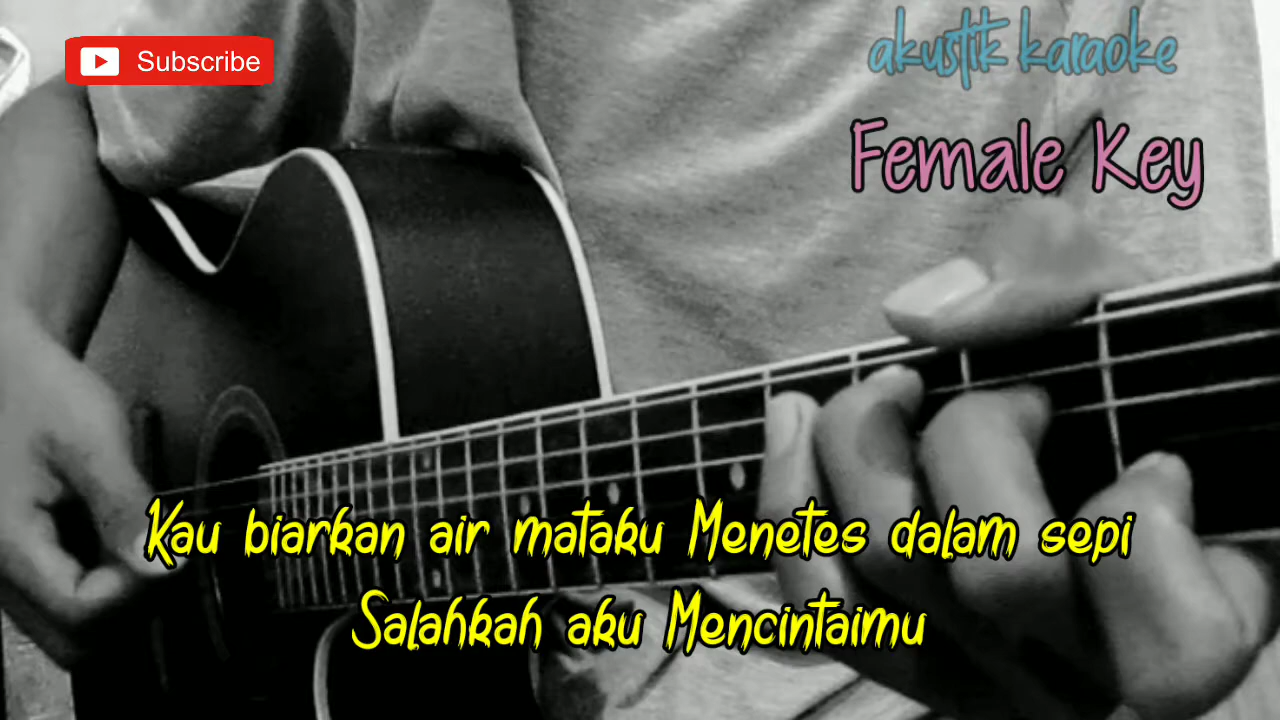 Subscribe
akustik karaoke
Female Key
Kau biarkan air mataku Menetes dalam sepi
Salahkah aku Mencintaimu